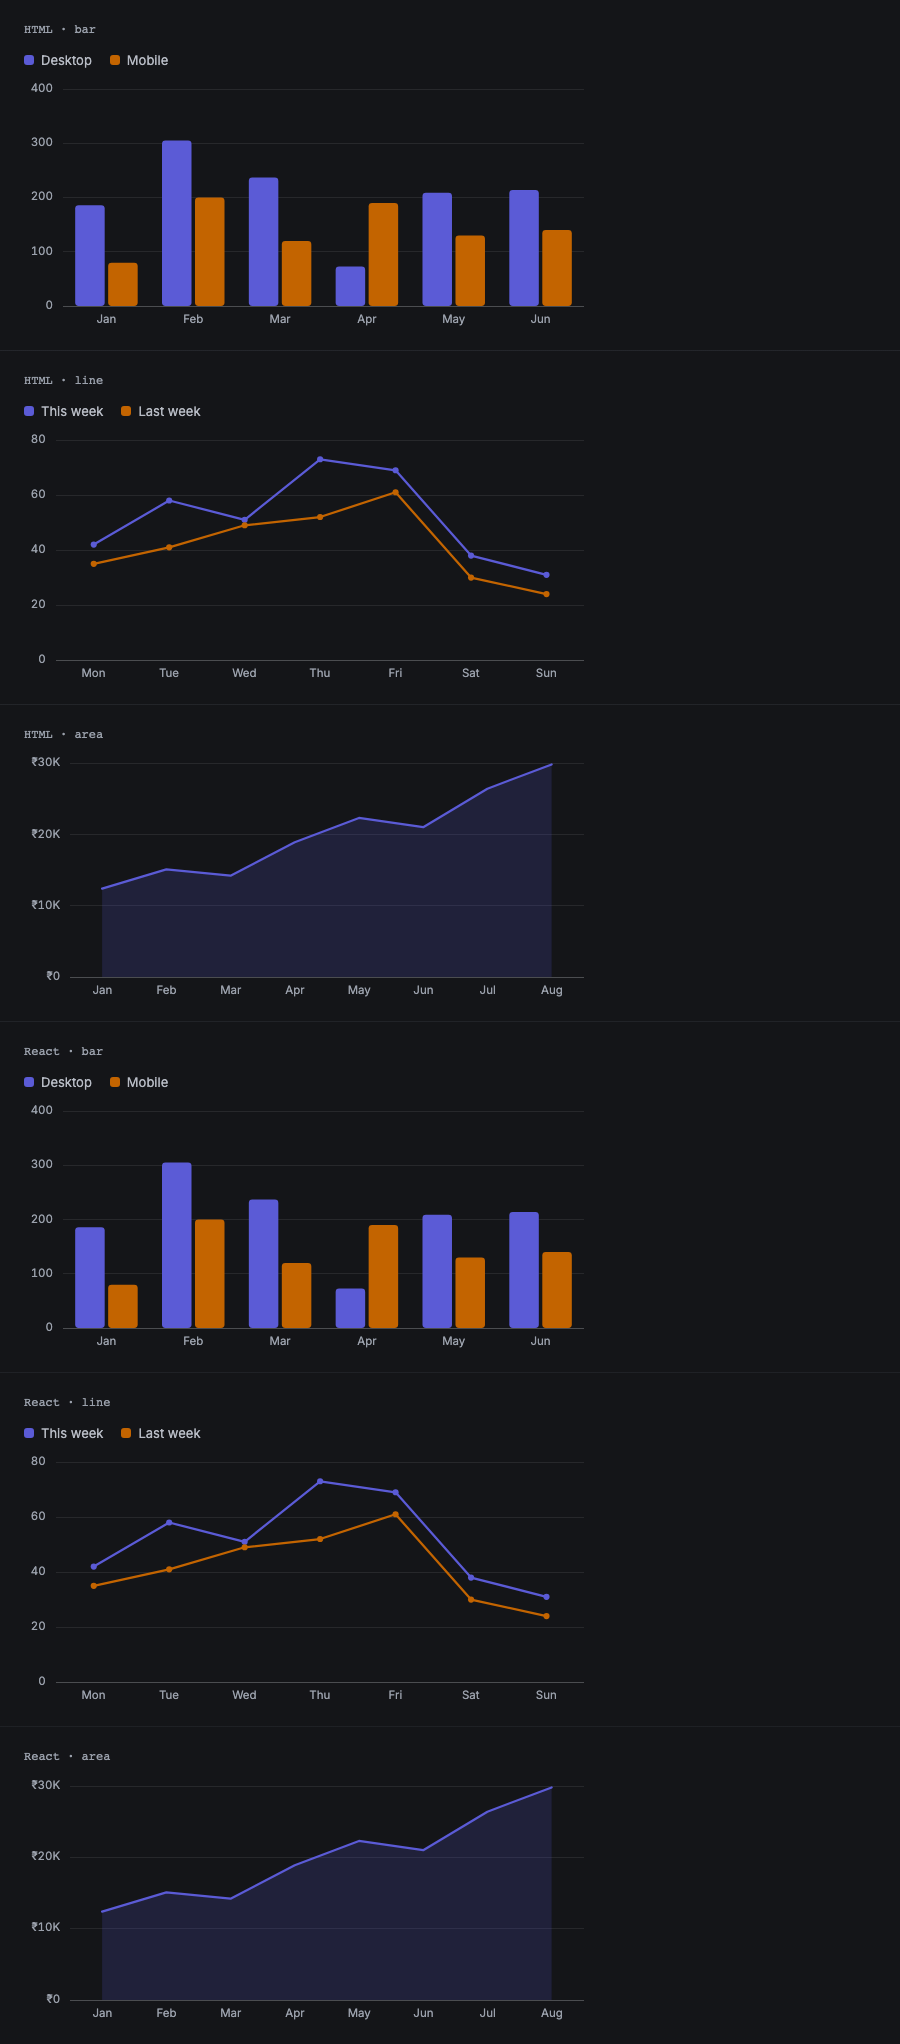 HTML · bar
Desktop Mobile
400
300
200
100
0
Jan Feb Mar Apr May Jun
HTML · line
This week Last week
80
60
40
20
0
Mon Tue Wed Thu Fri Sat Sun
HTML · area
₹30K
₹20K
₹10K
₹0
Jan Feb Mar Apr May Jun Jul Aug
React · bar
Desktop Mobile
400
300
200
100
0
Jan Feb Mar Apr May Jun
React · line
This week Last week
80
60
40
20
0
Mon Tue Wed Thu Fri Sat Sun
React · area
₹30K
₹20K
₹10K
₹0
Jan Feb Mar Apr May Jun Jul Aug